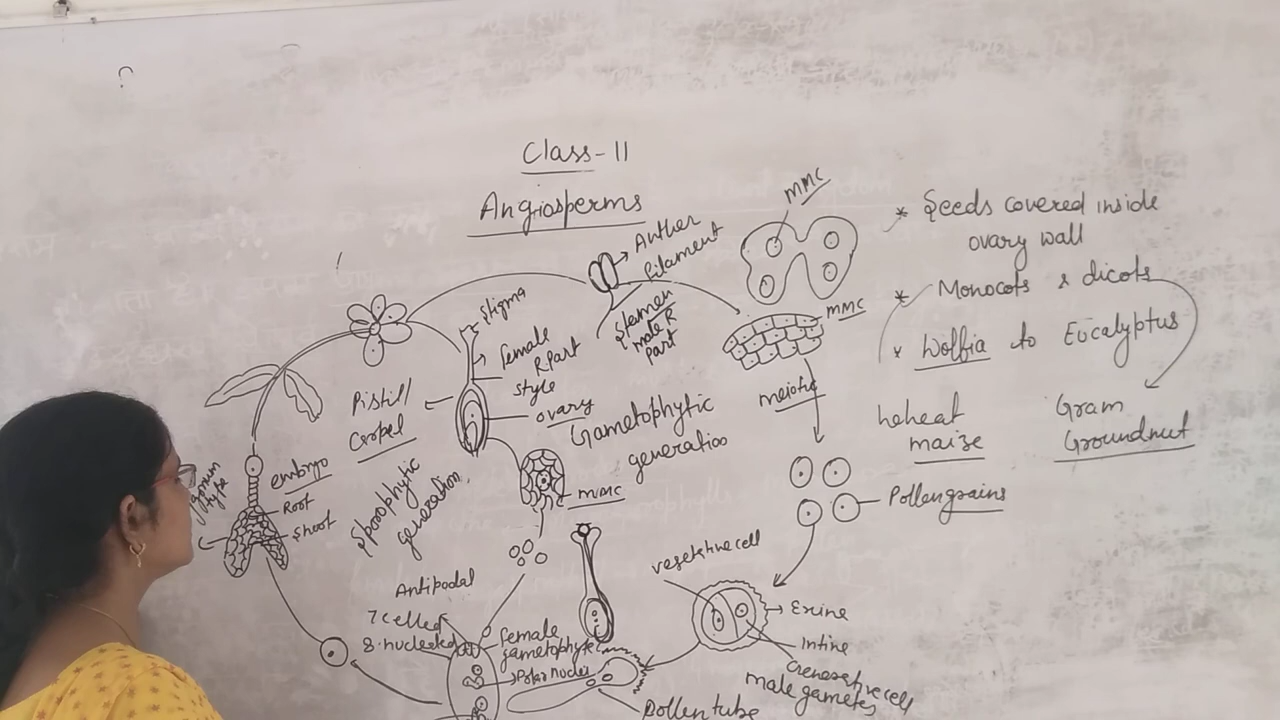 Class-11
Angiosperms
MMC
Anther
filament
Stamen
male R
part
MMC
* Seeds covered inside
ovary wall
* Monocots & dicots
* Wolffia to Eucalyptus
wheat
maize
Gram
Groundnut
Stigma
female
R part
style
ovary
Pistil/
Carpel
Gametophytic
generation
meiotic
embryo
Root
Shoot
Sporophytic
generation
MMC
Pollengrains
vegetative cell
Exine
Intine
Generative cell
male gametes
Antipodal
7 celled
8-nucleated
female
gametophyte
Polar nuclei
Pollen tube